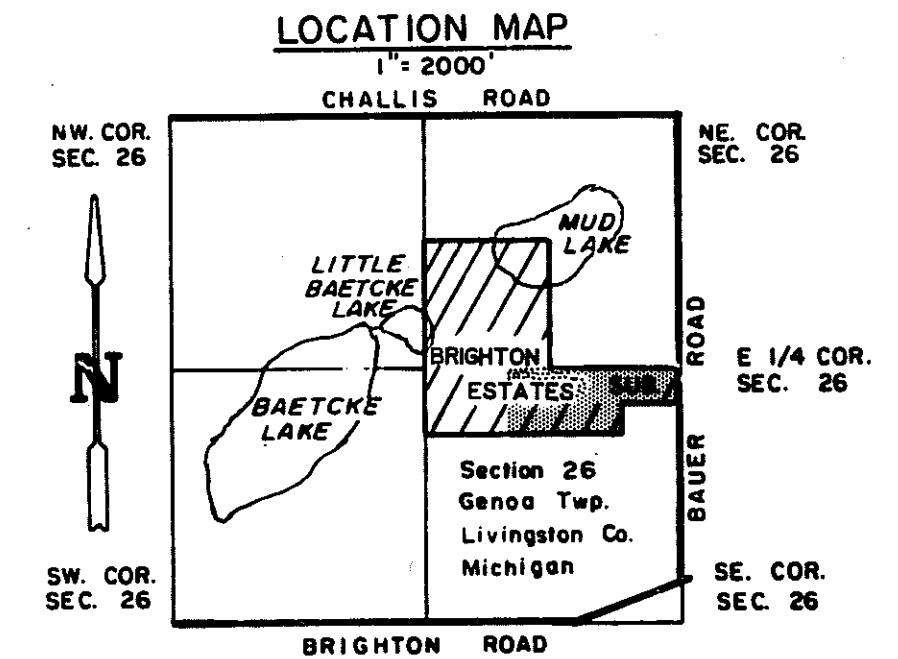 LOCATION MAP
1"= 2000'
CHALLIS ROAD
NW. COR.
SEC. 26
NE. COR.
SEC. 26
MUD
LAKE
LITTLE
BAETCKE
LAKE
N
BRIGHTON
ESTATES SUB.
ROAD
E 1/4 COR.
SEC. 26
BAETCKE
LAKE
BAUER
Section 26
Genoa Twp.
Livingston Co.
Michigan
SW. COR.
SEC. 26
SE. COR.
SEC. 26
BRIGHTON ROAD